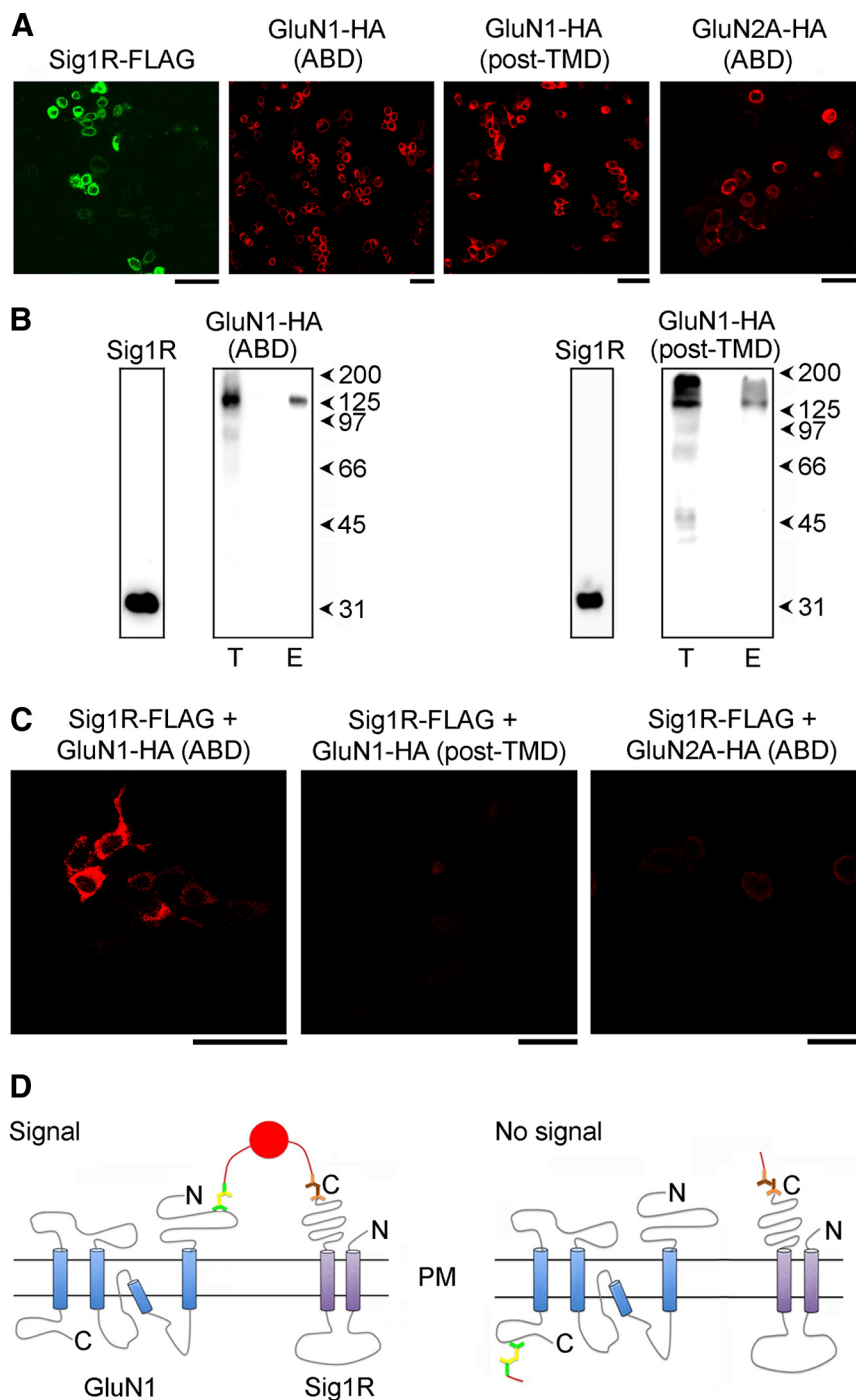 A
Sig1R-FLAG
GluN1-HA
(ABD)
GluN1-HA
(post-TMD)
GluN2A-HA
(ABD)
B
Sig1R
GluN1-HA
(ABD)
200
125
97
66
45
31
T E
Sig1R
GluN1-HA
(post-TMD)
200
125
97
66
45
31
T E
C
Sig1R-FLAG +
GluN1-HA (ABD)
Sig1R-FLAG +
GluN1-HA (post-TMD)
Sig1R-FLAG +
GluN2A-HA (ABD)
D
Signal
N
C
N
C
GluN1
Sig1R
PM
No signal
N
C
N
C